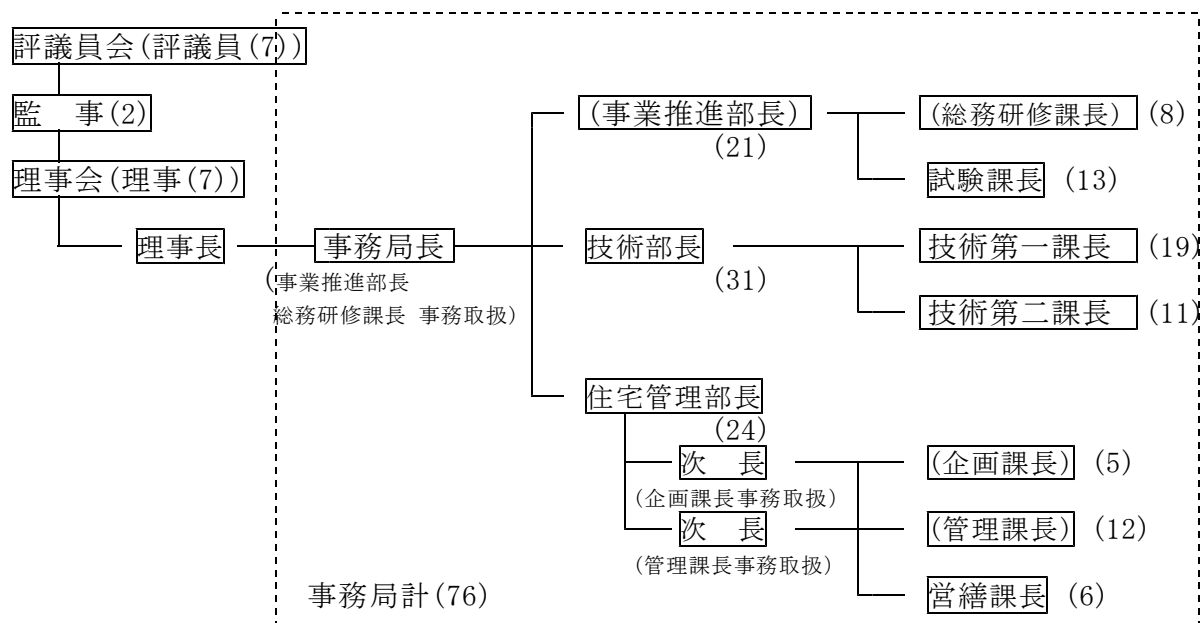 評議員会(評議員(7))
監　事(2)
(事業推進部長)
(総務研修課長) (8)
(21)
理事会(理事(7))
試験課長 (13)
理事長
事務局長
技術部長
技術第一課長 (19)
(事業推進部長
(31)
総務研修課長 事務取扱)
技術第二課長 (11)
住宅管理部長
(24)
次　長
(企画課長) (5)
(企画課長事務取扱)
次　長
(管理課長) (12)
(管理課長事務取扱)
事務局計(76)
営繕課長 (6)